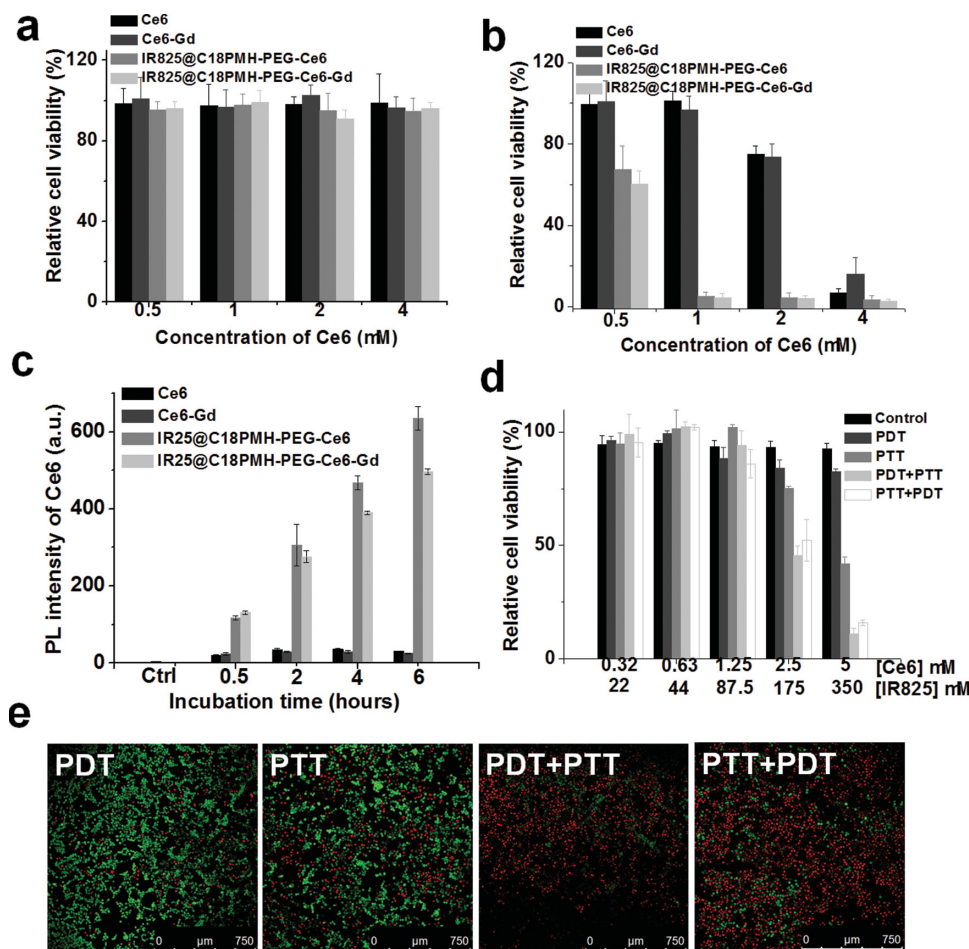 a
Ce6
Ce6-Gd
IR825@C18PMH-PEG-Ce6
IR825@C18PMH-PEG-Ce6-Gd
Relative cell viability (%)
120
80
40
0
0.5 1 2 4
Concentration of Ce6 (mM)
b
Ce6
Ce6-Gd
IR825@C18PMH-PEG-Ce6
IR825@C18PMH-PEG-Ce6-Gd
Relative cell viability (%)
120
80
40
0
0.5 1 2 4
Concentration of Ce6 (mM)
c
Ce6
Ce6-Gd
IR25@C18PMH-PEG-Ce6
IR25@C18PMH-PEG-Ce6-Gd
PL intensity of Ce6 (a.u.)
600
400
200
0
Ctrl 0.5 2 4 6
Incubation time (hours)
d
Control
PDT
PTT
PDT+PTT
PTT+PDT
Relative cell viability (%)
100
50
0
0.32 0.63 1.25 2.5 5 [Ce6] mM
22 44 87.5 175 350 [IR825] mM
e
PDT PTT PDT+PTT PTT+PDT
0 µm 750 0 µm 750 0 µm 750 0 µm 750